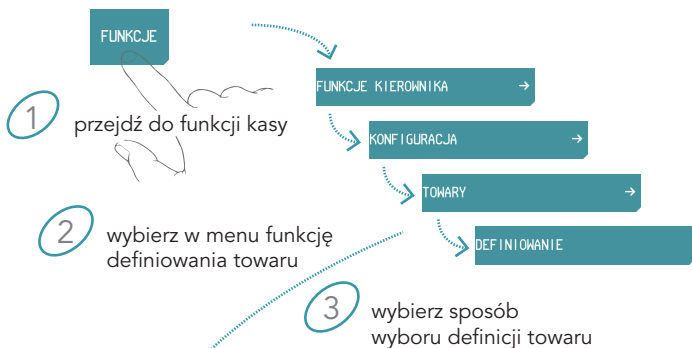 FUNKCJE
FUNKCJE KIEROWNIKA →
1
przejdź do funkcji kasy
KONFIGURACJA →
TOWARY →
2
wybierz w menu funkcję
definiowania towaru
DEFINIOWANIE
3
wybierz sposób
wyboru definicji towaru